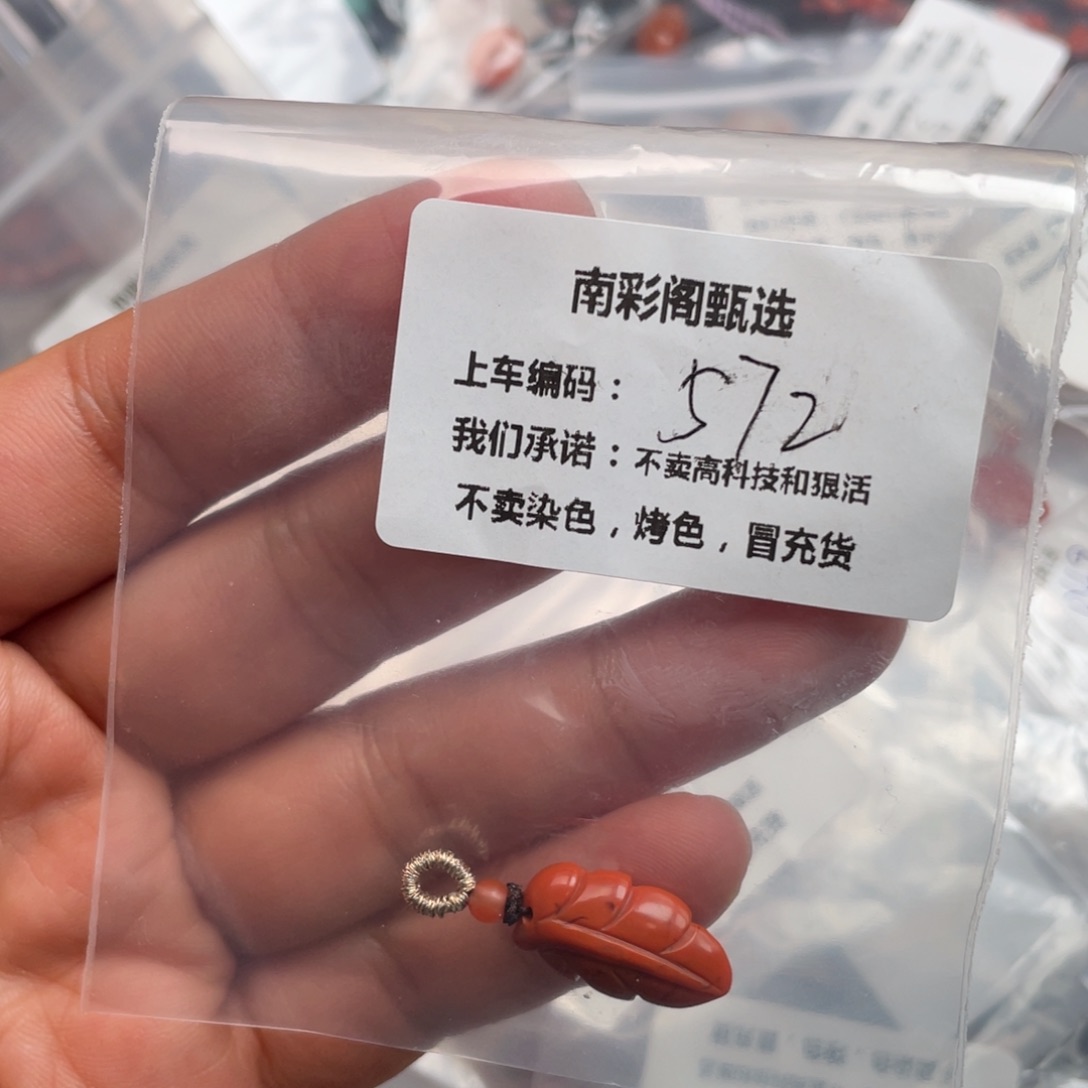 南彩阁甄选
上车编码：572
我们承诺：不卖高科技和狠活
不卖染色，烤色，冒充货